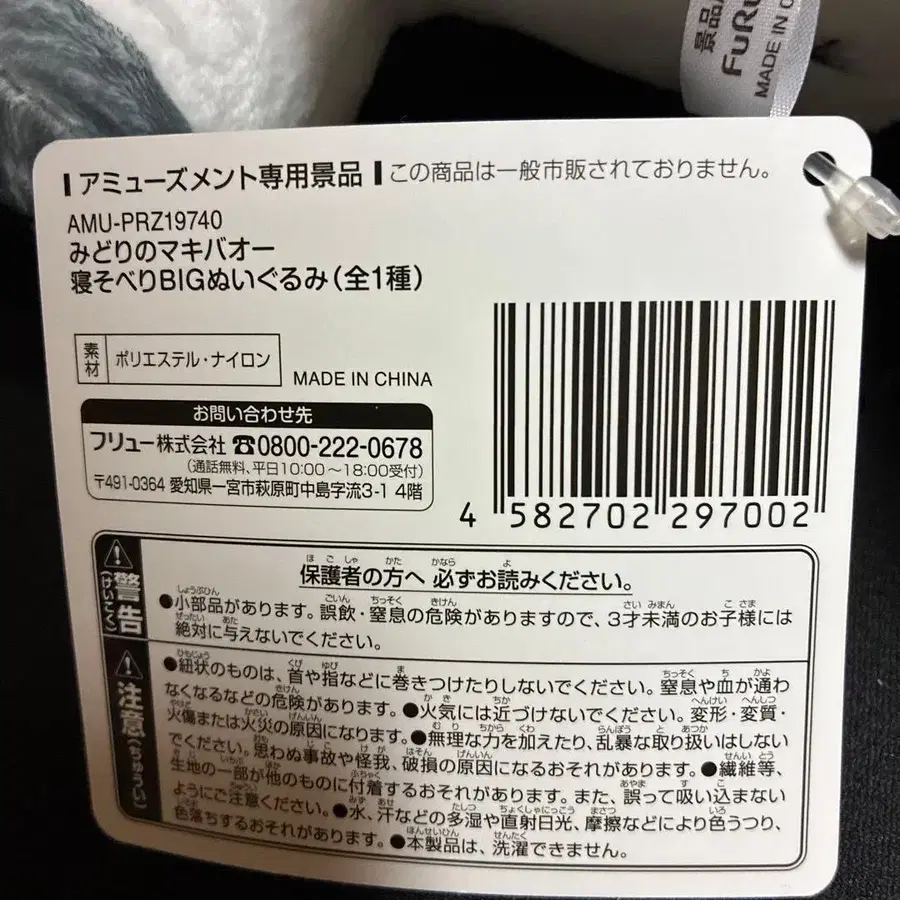 景品
FuRy
MADE IN C
アミューズメント専用景品 この商品は一般市販されておりません。
AMU-PRZ19740
みどりのマキバオー
寝そべりBIGぬいぐるみ(全1種)
素材 ポリエステル・ナイロン
MADE IN CHINA
お問い合わせ先
フリュー株式会社 ☎0800-222-0678
(通話無料、平日10:00~18:00受付)
〒491-0364 愛知県一宮市萩原町中島字流3-1 4階
4 582702 297002
⚠警告(けいこく)
保護者の方へ 必ずお読みください。
●小部品があります。誤飲・窒息の危険がありますので、3才未満のお子様には
絶対に与えないでください。
⚠注意(ちゅうい)
●紐状のものは、首や指などに巻きつけたりしないでください。窒息や血が通わ
なくなるなどの危険があります。●火気には近づけないでください。変形・変質・
火傷または火災の原因になります。●無理な力を加えたり、乱暴な取り扱いはしない
でください。思わぬ事故や怪我、破損の原因になるおそれがあります。●繊維等、
生地の一部が他のものに付着するおそれがあります。また、誤って吸い込まない
ようにご注意ください。●水、汗などの多湿や直射日光、摩擦などにより色うつり、
色落ちするおそれがあります。●本製品は、洗濯できません。